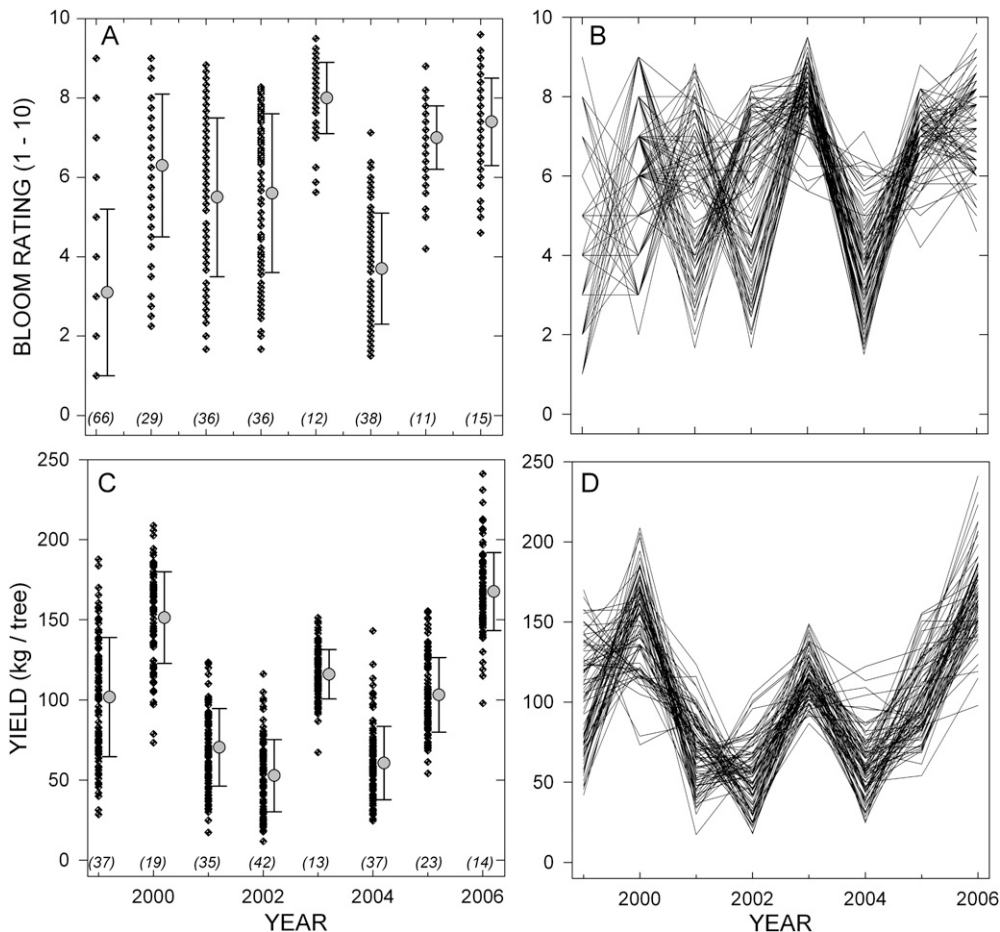 A
B
BLOOM RATING (1 - 10)
10
8
6
4
2
0
(66) (29) (36) (36) (12) (38) (11) (15)
10
8
6
4
2
0
C
D
YIELD (kg / tree)
250
200
150
100
50
0
(37) (19) (35) (42) (13) (37) (23) (14)
2000 2002 2004 2006
YEAR
250
200
150
100
50
0
2000 2002 2004 2006
YEAR